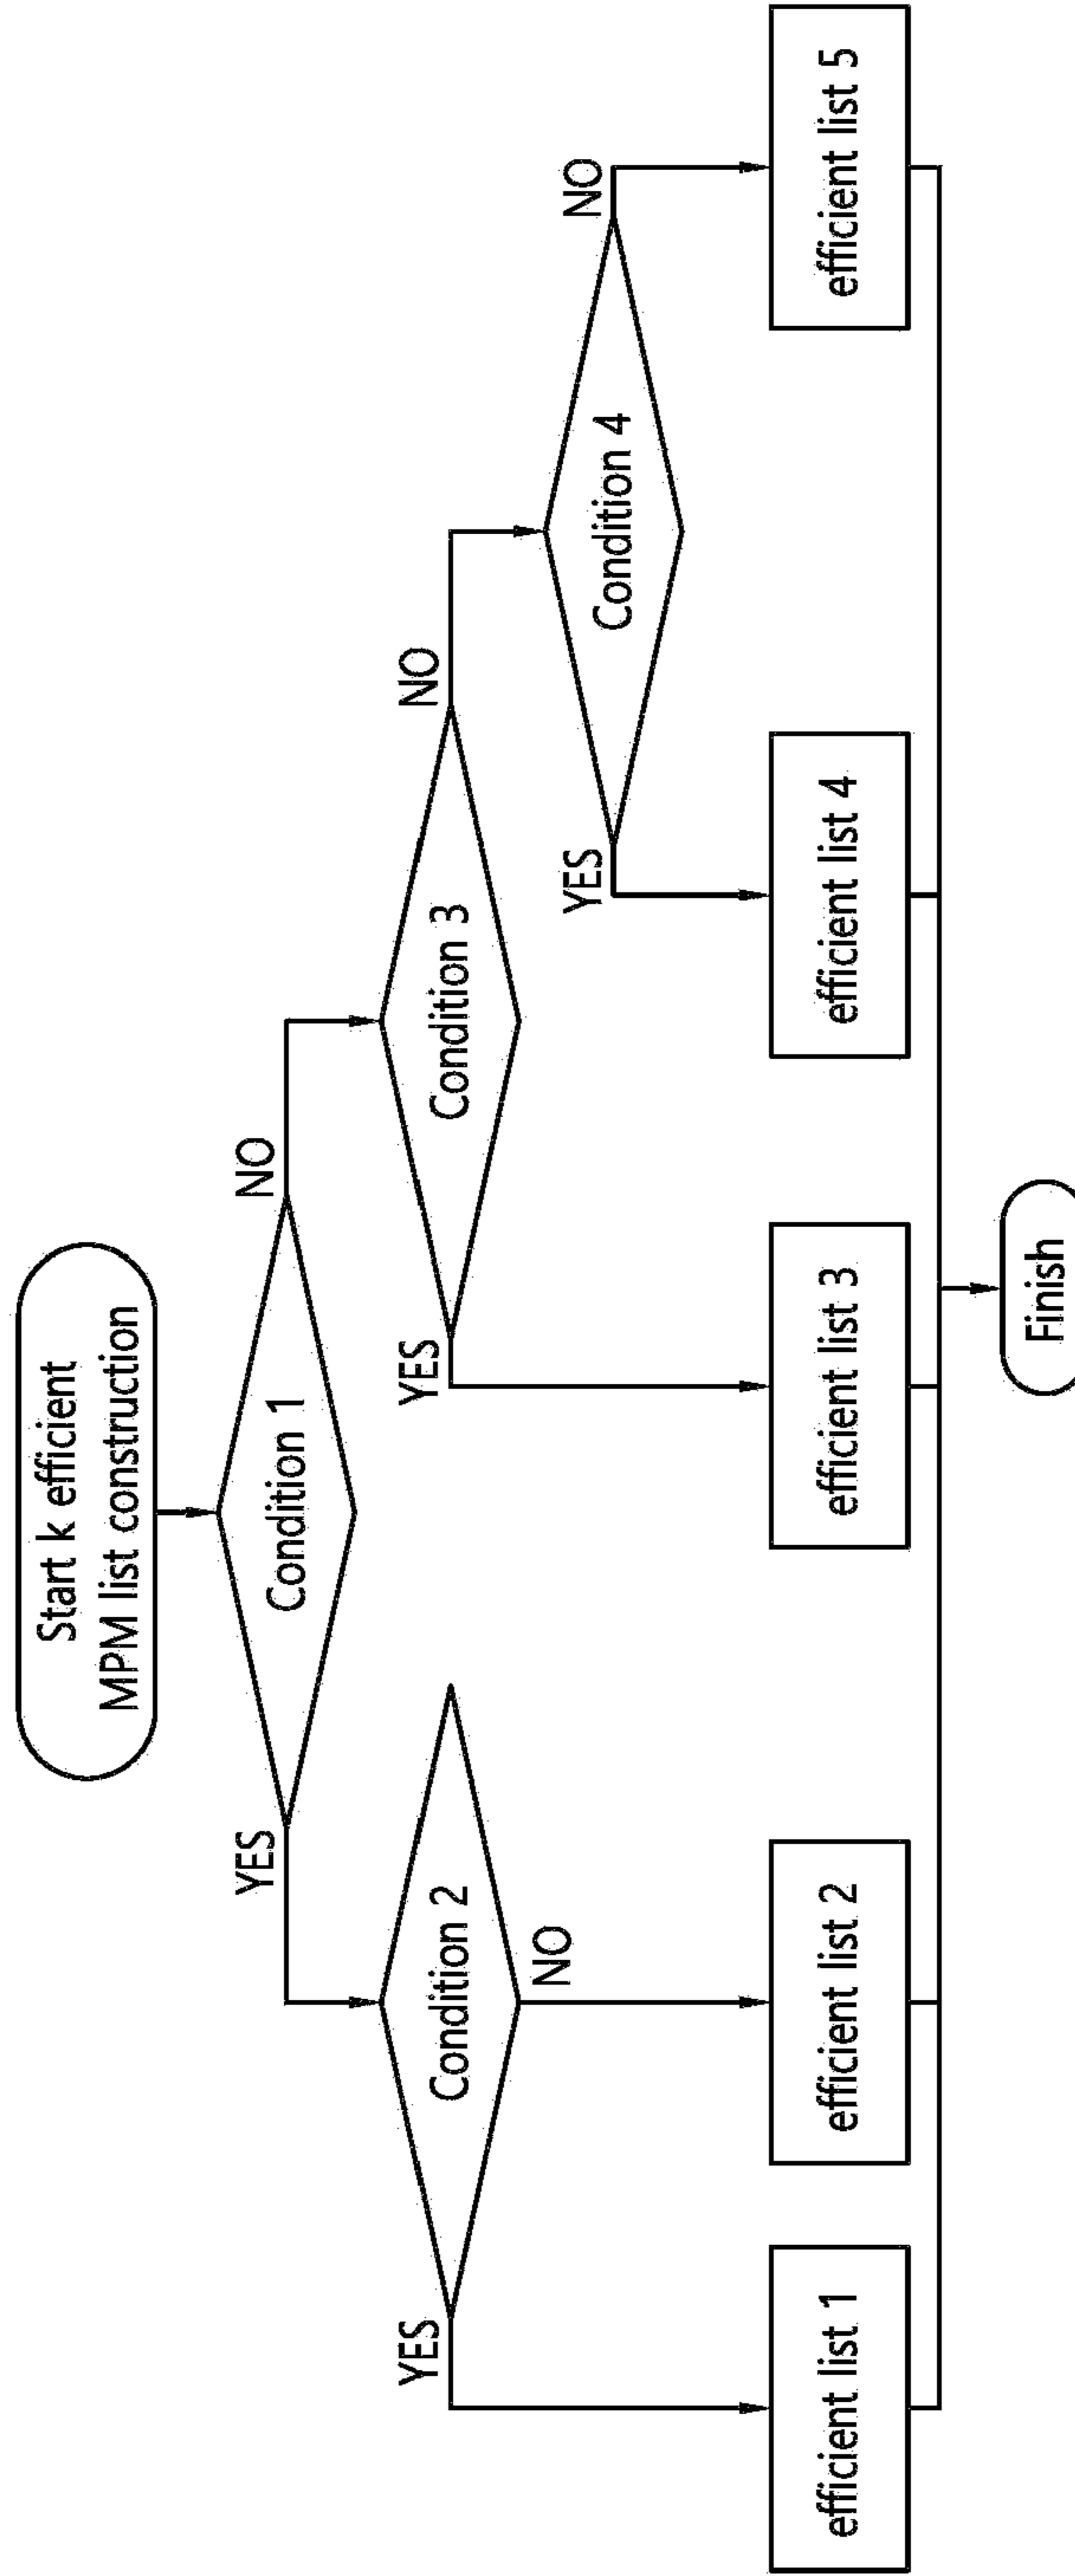 Start k efficient
MPM list construction
Condition 1
YES
NO
Condition 2
YES
NO
Condition 3
YES
NO
Condition 4
YES
NO
efficient list 1
efficient list 2
efficient list 3
efficient list 4
efficient list 5
Finish